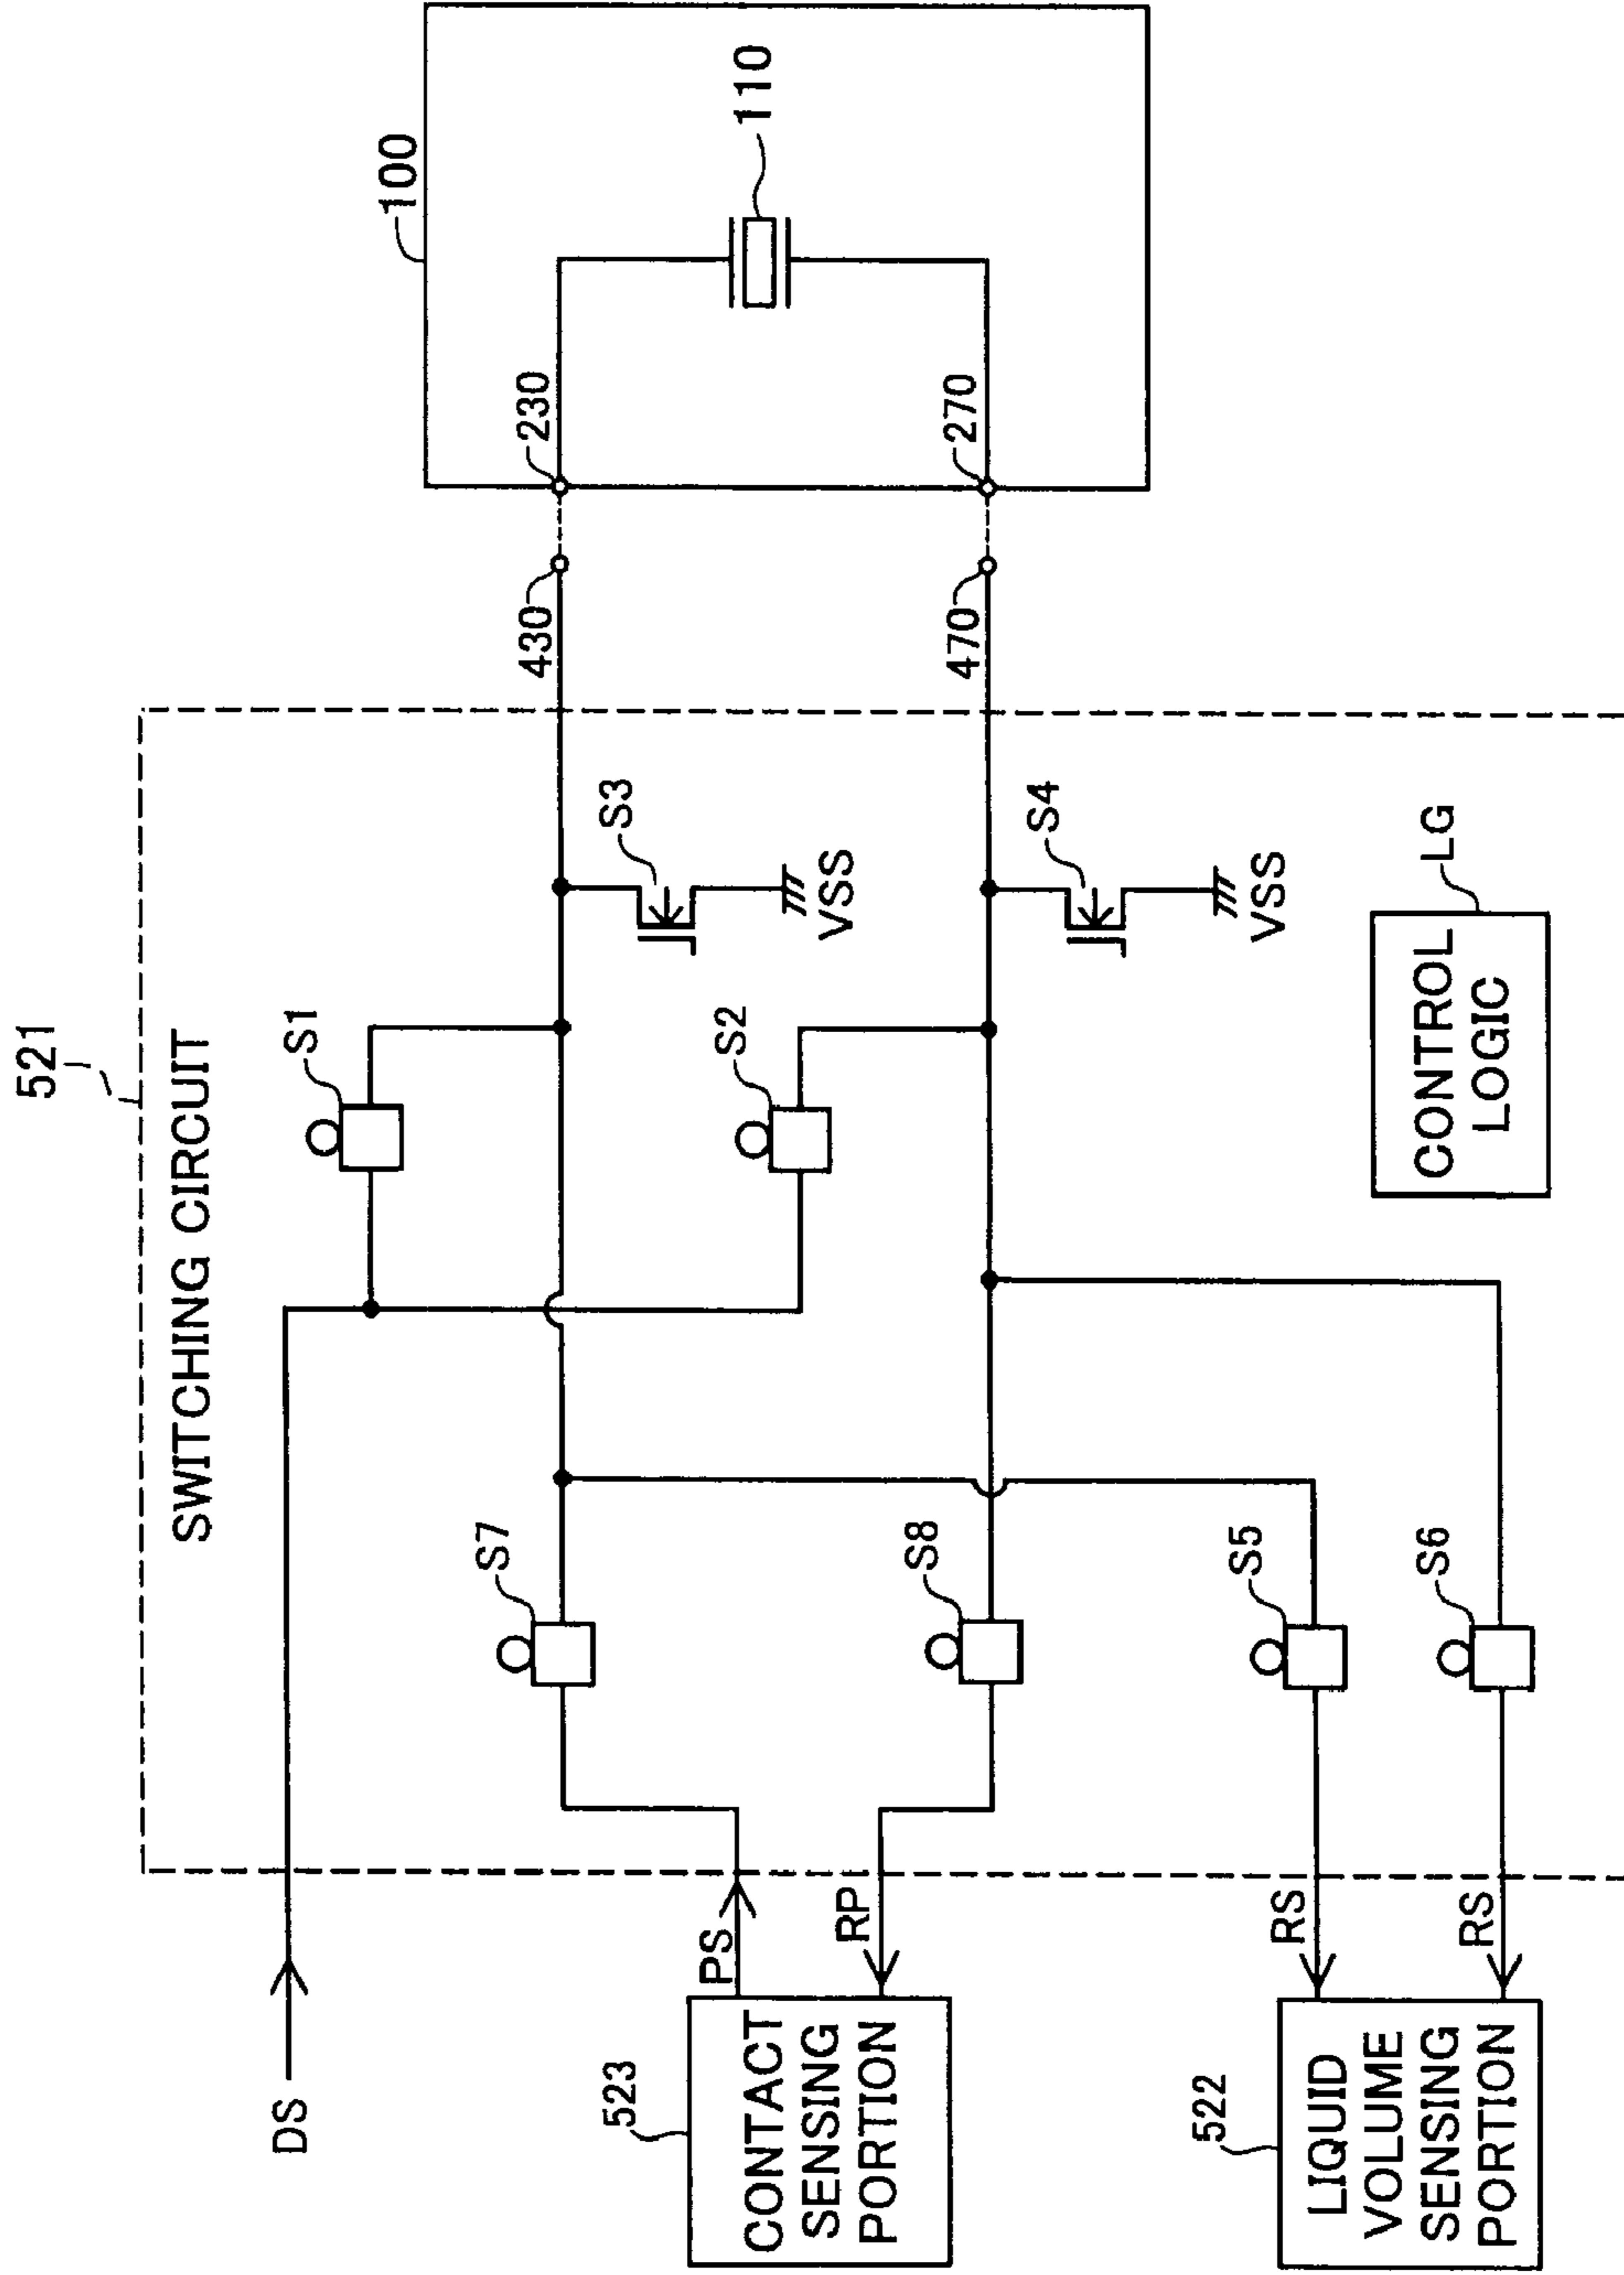 521
SWITCHING CIRCUIT
100
DS
S1
110
S7
S3
430
230
523
CONTACT
SENSING
PORTION
PS
RP
VSS
S2
S8
S4
470
270
522
LIQUID
VOLUME
SENSING
PORTION
RS
RS
S5
S6
VSS
CONTROL
LOGIC
LG